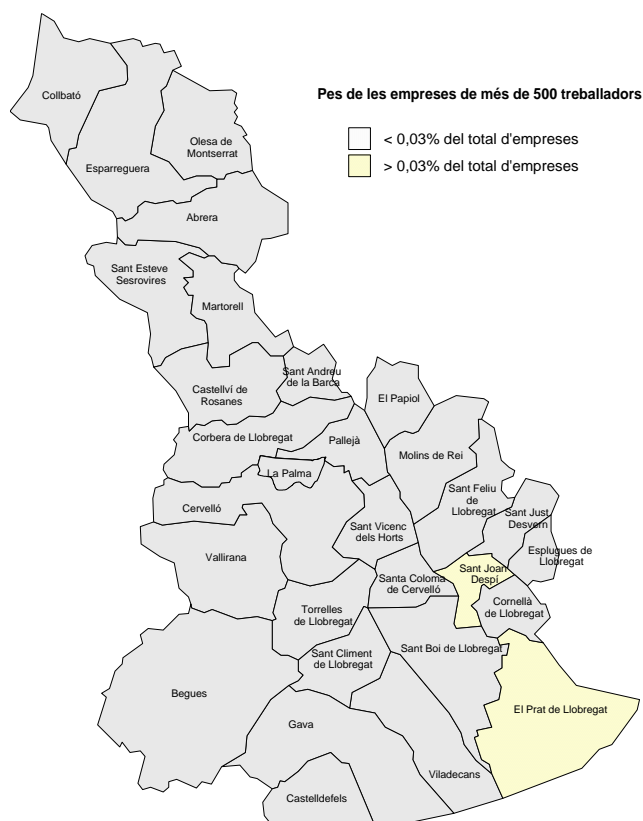 Pes de les empreses de més de 500 treballadors
< 0,03% del total d'empreses
> 0,03% del total d'empreses
Collbató
Olesa de
Montserrat
Esparreguera
Abrera
Sant Esteve
Sesrovires
Martorell
Sant Andreu
de la Barca
Castellví de
Rosanes
El Papiol
Corbera de Llobregat
Pallejà
Molins de Rei
La Palma
Sant Feliu
de
Llobregat
Cervelló
Sant Just
Desvern
Sant Vicenc
dels Horts
Esplugues de
Llobregat
Vallirana
Sant Joan
Despí
Santa Coloma
de Cervelló
Cornellà
de Llobregat
Torrelles
de Llobregat
Sant Climent
de Llobregat
Sant Boi de Llobregat
Begues
El Prat de Llobregat
Gava
Viladecans
Castelldefels